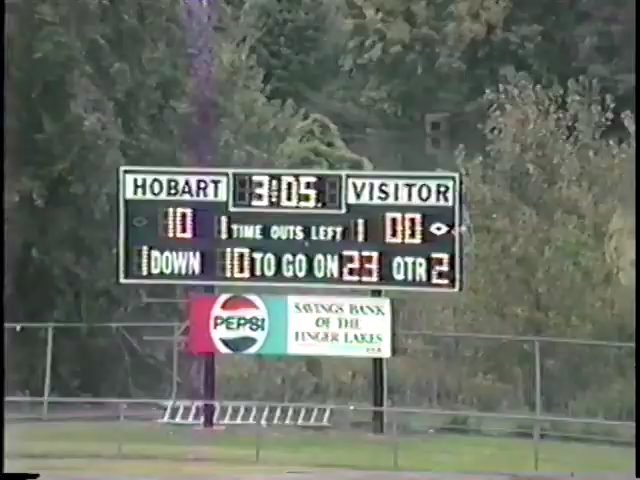 HOBART 3:05 VISITOR
10 1 TIME OUTS LEFT 1 00
1 DOWN 10 TO GO ON 23 QTR 2
PEPSI
SAVINGS BANK
OF THE
FINGER LAKES